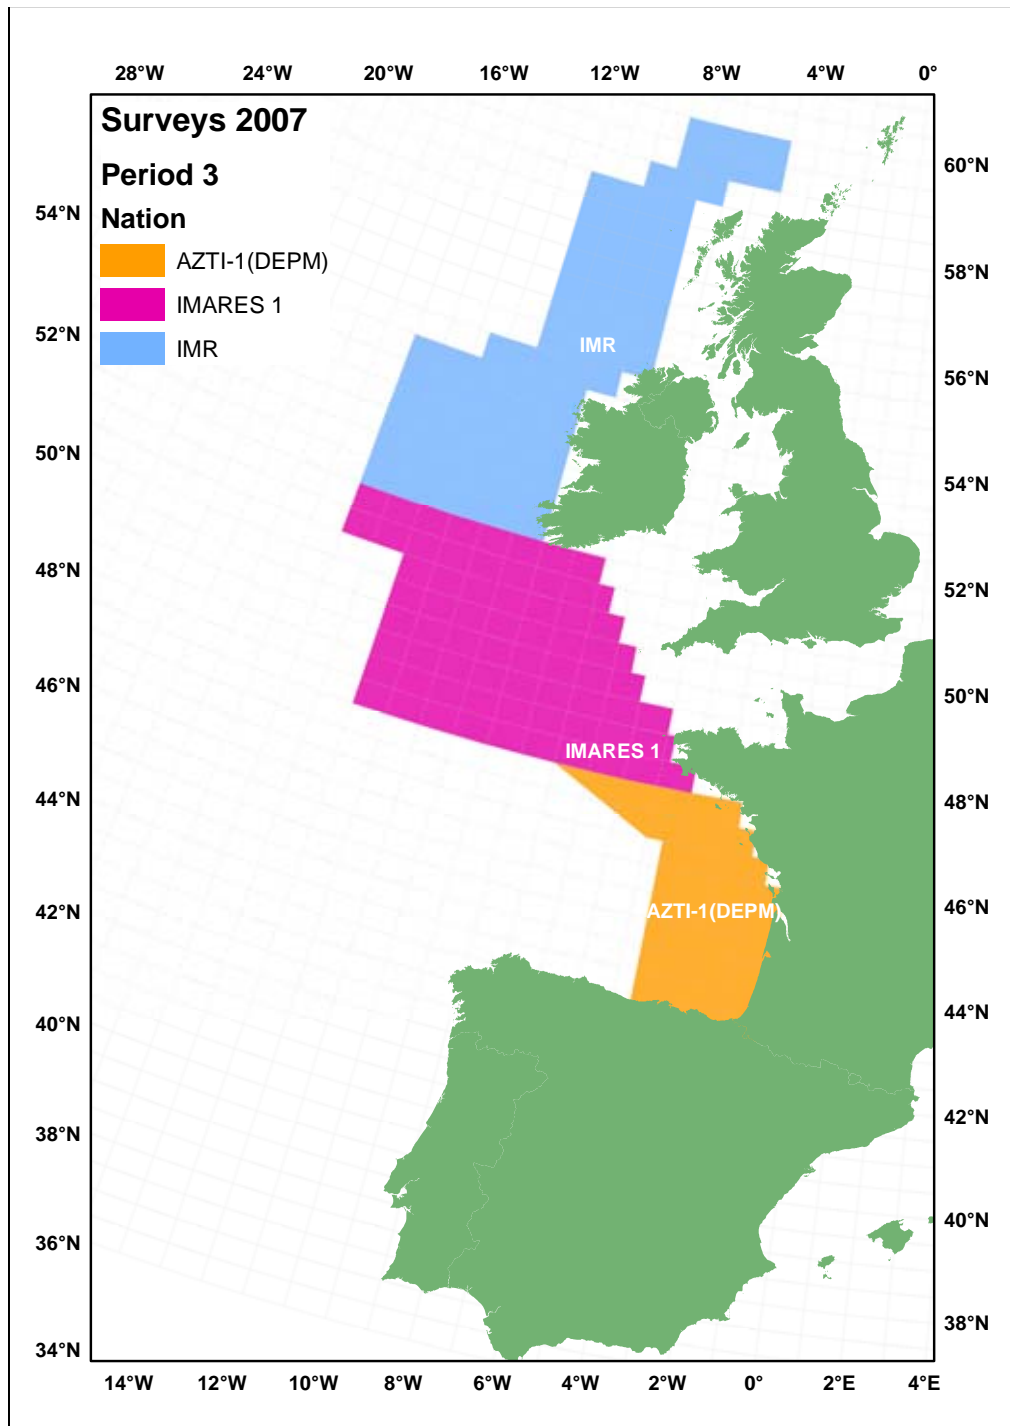 28°W 24°W 20°W 16°W 12°W 8°W 4°W 0°
Surveys 2007
Period 3
Nation
AZTI-1(DEPM)
IMARES 1
IMR
54°N
52°N
50°N
48°N
46°N
44°N
42°N
40°N
38°N
36°N
34°N
60°N
58°N
56°N
54°N
52°N
50°N
48°N
46°N
44°N
42°N
40°N
38°N
IMR
IMARES 1
AZTI-1(DEPM)
14°W 12°W 10°W 8°W 6°W 4°W 2°W 0° 2°E 4°E